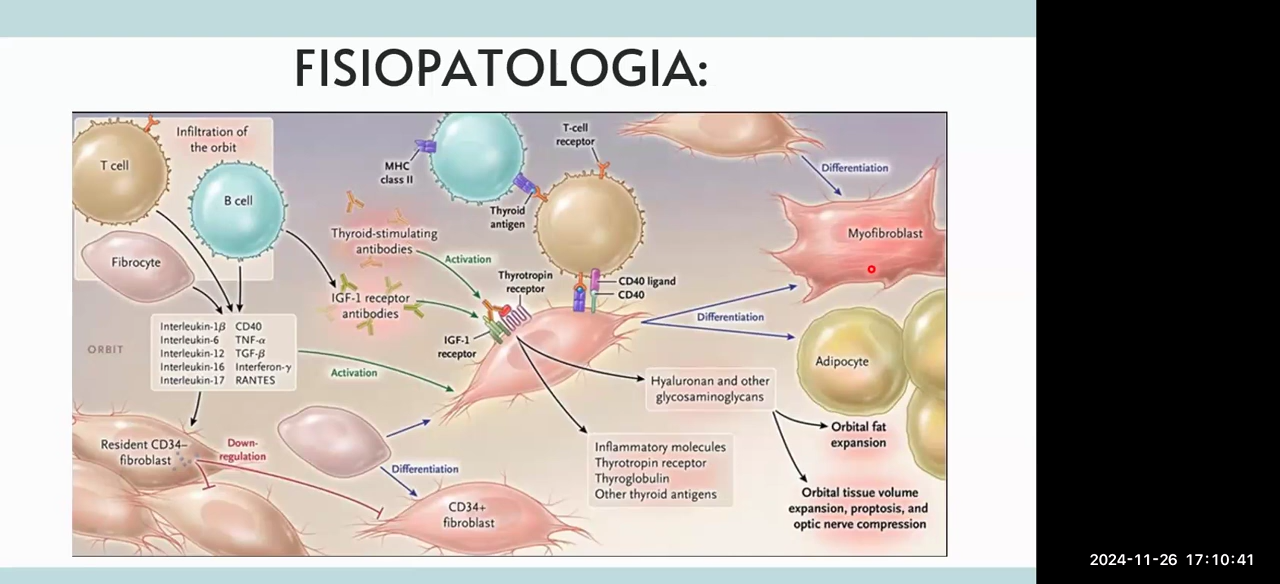 FISIOPATOLOGIA:
T cell
Infiltration of
the orbit
B cell
Fibrocyte
MHC
class II
T-cell
receptor
Thyroid
antigen
Differentiation
Myofibroblast
Thyroid-stimulating
antibodies
Activation
Thyrotropin
receptor
CD40 ligand
CD40
IGF-1 receptor
antibodies
IGF-1
receptor
Differentiation
ORBIT
Interleukin-1β CD40
Interleukin-6 TNF-α
Interleukin-12 TGF-β
Interleukin-16 Interferon-γ
Interleukin-17 RANTES
Activation
Adipocyte
Hyaluronan and other
glycosaminoglycans
Orbital fat
expansion
Resident CD34–
fibroblast
Down-
regulation
Differentiation
Inflammatory molecules
Thyrotropin receptor
Thyroglobulin
Other thyroid antigens
CD34+
fibroblast
Orbital tissue volume
expansion, proptosis, and
optic nerve compression
2024-11-26 17:10:41